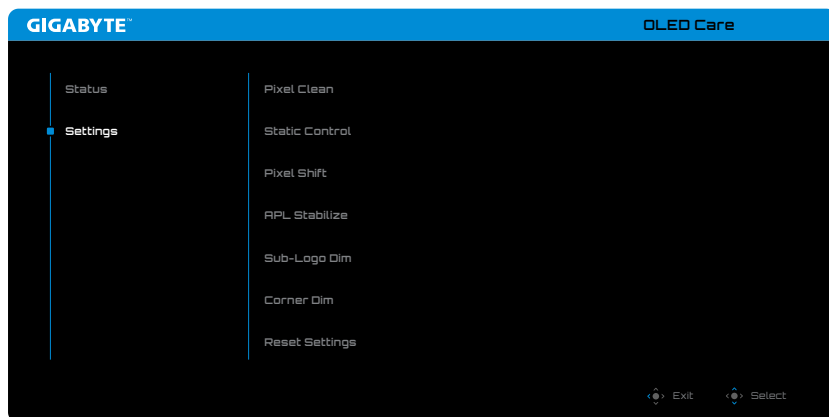 GIGABYTE™
OLED Care
Status
Settings
Pixel Clean
Static Control
Pixel Shift
APL Stabilize
Sub-Logo Dim
Corner Dim
Reset Settings
Exit
Select